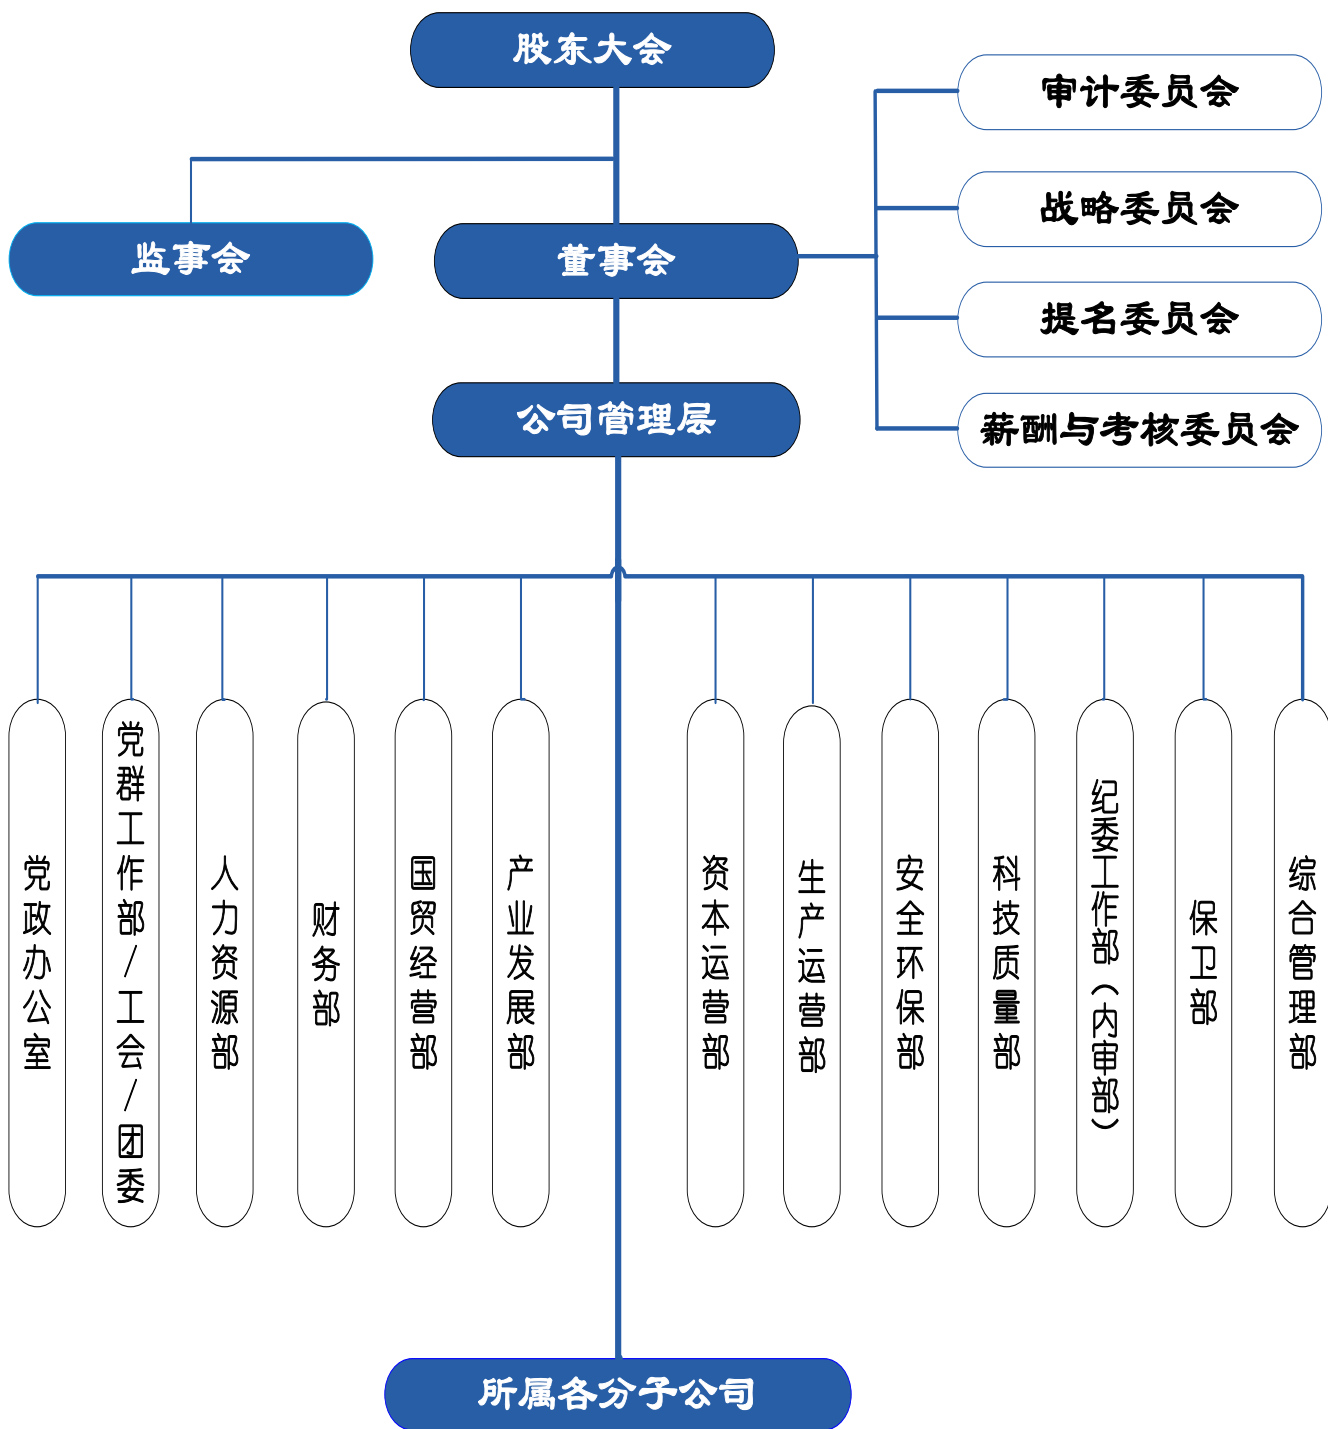 股东大会
审计委员会
战略委员会
监事会
董事会
提名委员会
公司管理层
薪酬与考核委员会
党政办公室
党群工作部/工会/团委
人力资源部
财务部
国贸经营部
产业发展部
资本运营部
生产运营部
安全环保部
科技质量部
纪委工作部（内审部）
保卫部
综合管理部
所属各分子公司